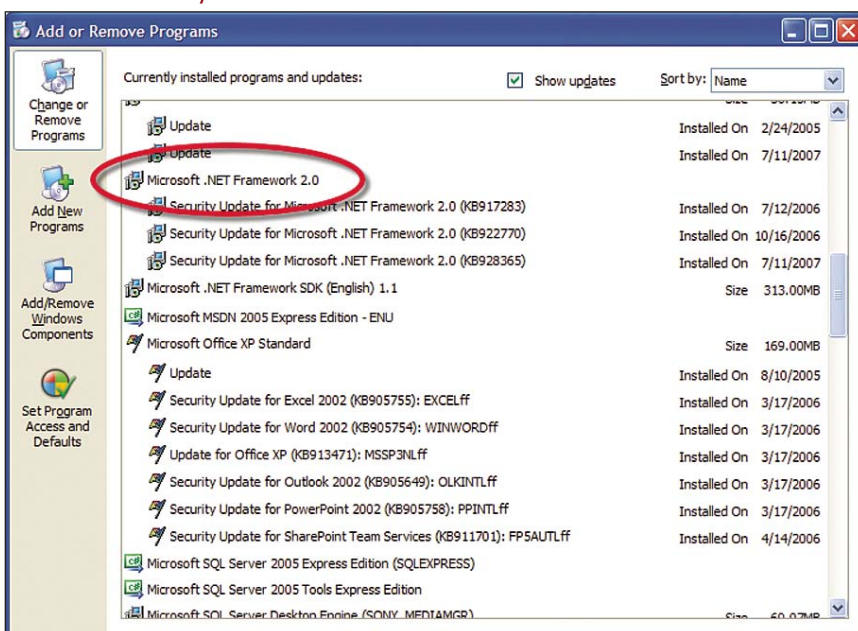 Add or Remove Programs
Change or
Remove
Programs
Add New
Programs
Add/Remove
Windows
Components
Set Program
Access and
Defaults
Currently installed programs and updates:
Show updates
Sort by: Name
Size
Update Installed On 2/24/2005
Update Installed On 7/11/2007
Microsoft .NET Framework 2.0
Security Update for Microsoft .NET Framework 2.0 (KB917283) Installed On 7/12/2006
Security Update for Microsoft .NET Framework 2.0 (KB922770) Installed On 10/16/2006
Security Update for Microsoft .NET Framework 2.0 (KB928365) Installed On 7/11/2007
Microsoft .NET Framework SDK (English) 1.1 Size 313.00MB
Microsoft MSDN 2005 Express Edition - ENU
Microsoft Office XP Standard Size 169.00MB
Update Installed On 8/10/2005
Security Update for Excel 2002 (KB905755): EXCELff Installed On 3/17/2006
Security Update for Word 2002 (KB905754): WINWORDff Installed On 3/17/2006
Update for Office XP (KB913471): MSSP3NLff Installed On 3/17/2006
Security Update for Outlook 2002 (KB905649): OLKINTLff Installed On 3/17/2006
Security Update for PowerPoint 2002 (KB905758): PPINTLff Installed On 3/17/2006
Security Update for SharePoint Team Services (KB911701): FP5AUTLff Installed On 4/14/2006
Microsoft SQL Server 2005 Express Edition (SQLEXPRESS)
Microsoft SQL Server 2005 Tools Express Edition
Microsoft SQL Server Desktop Engine (SONY_MEDIAMGR) Size 60.07MB